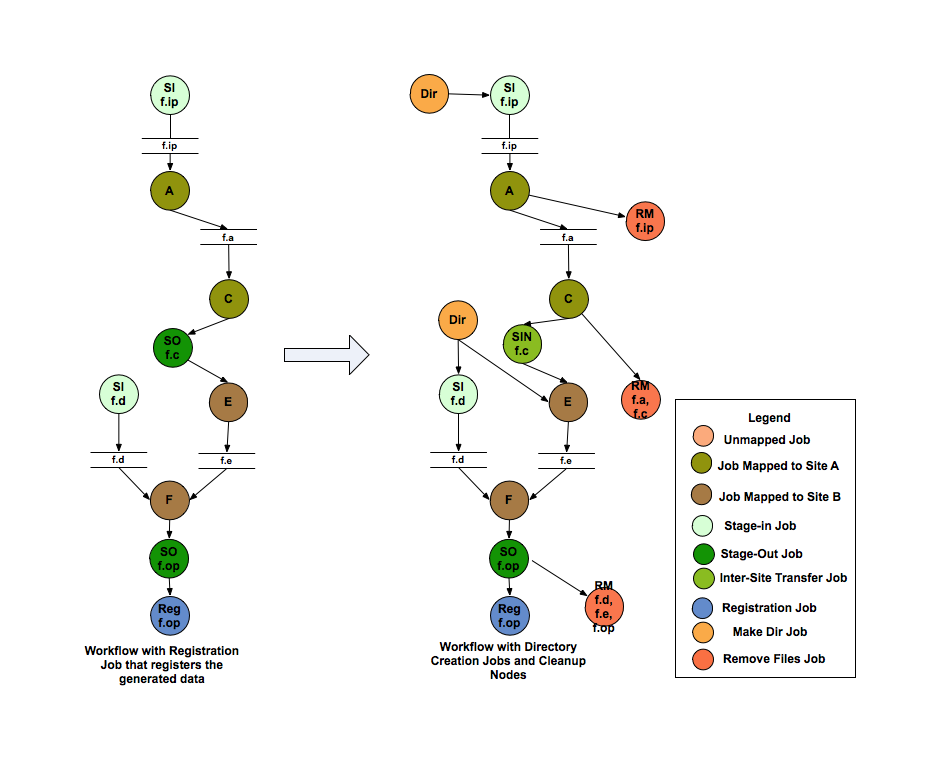 SI
f.ip
f.ip
A
f.a
C
SO
f.c
SI
f.d
E
f.d
f.e
F
SO
f.op
Reg
f.op
Workflow with Registration
Job that registers the
generated data
Dir
SI
f.ip
f.ip
A
RM
f.ip
f.a
C
Dir
SIN
f.c
SI
f.d
E
RM
f.a,
f.c
f.d
f.e
F
SO
f.op
RM
f.d,
f.e,
f.op
Reg
f.op
Workflow with Directory
Creation Jobs and Cleanup
Nodes
Legend
Unmapped Job
Job Mapped to Site A
Job Mapped to Site B
Stage-in Job
Stage-Out Job
Inter-Site Transfer Job
Registration Job
Make Dir Job
Remove Files Job